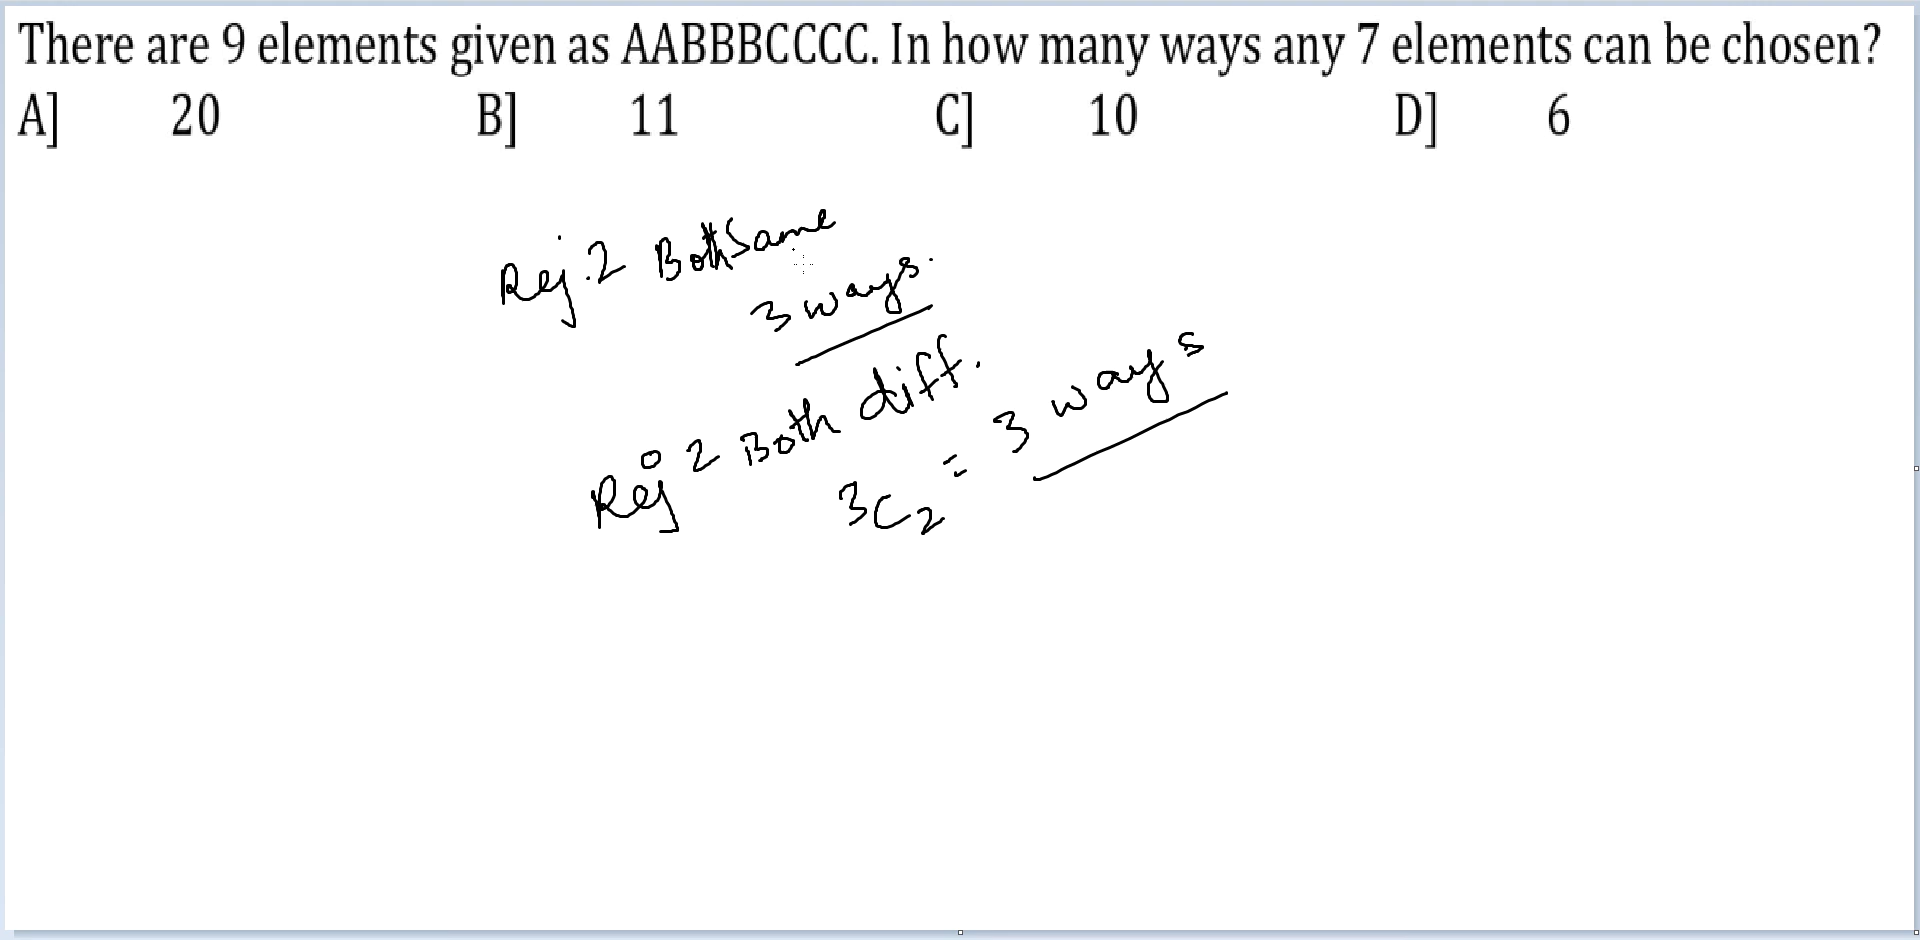 There are 9 elements given as AABBBCCCC. In how many ways any 7 elements can be chosen?
A] 20 B] 11 C] 10 D] 6
Rej. 2 Both Same
3 ways.
Rej 2 Both diff.
3C2 = 3 ways